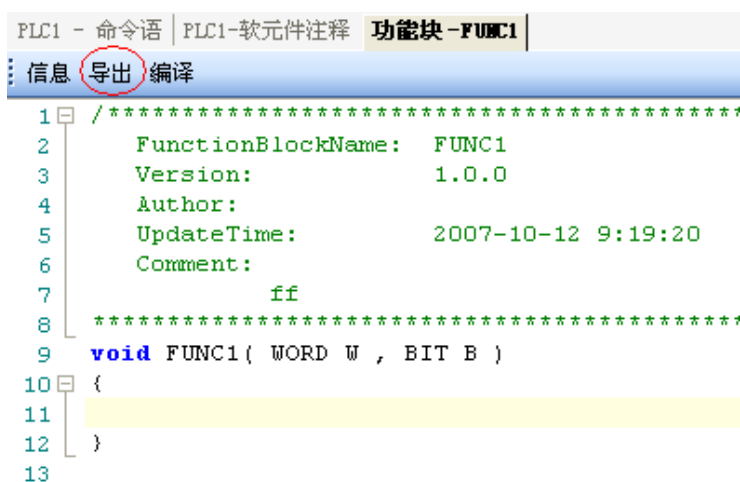 PLC1 - 命令语 PLC1-软元件注释 功能块-FUNC1
信息 导出 编译
1 /*******************************************
2 FunctionBlockName: FUNC1
3 Version: 1.0.0
4 Author:
5 UpdateTime: 2007-10-12 9:19:20
6 Comment:
7 ff
8 ********************************************
9 void FUNC1( WORD W , BIT B )
10 {
11
12 }
13